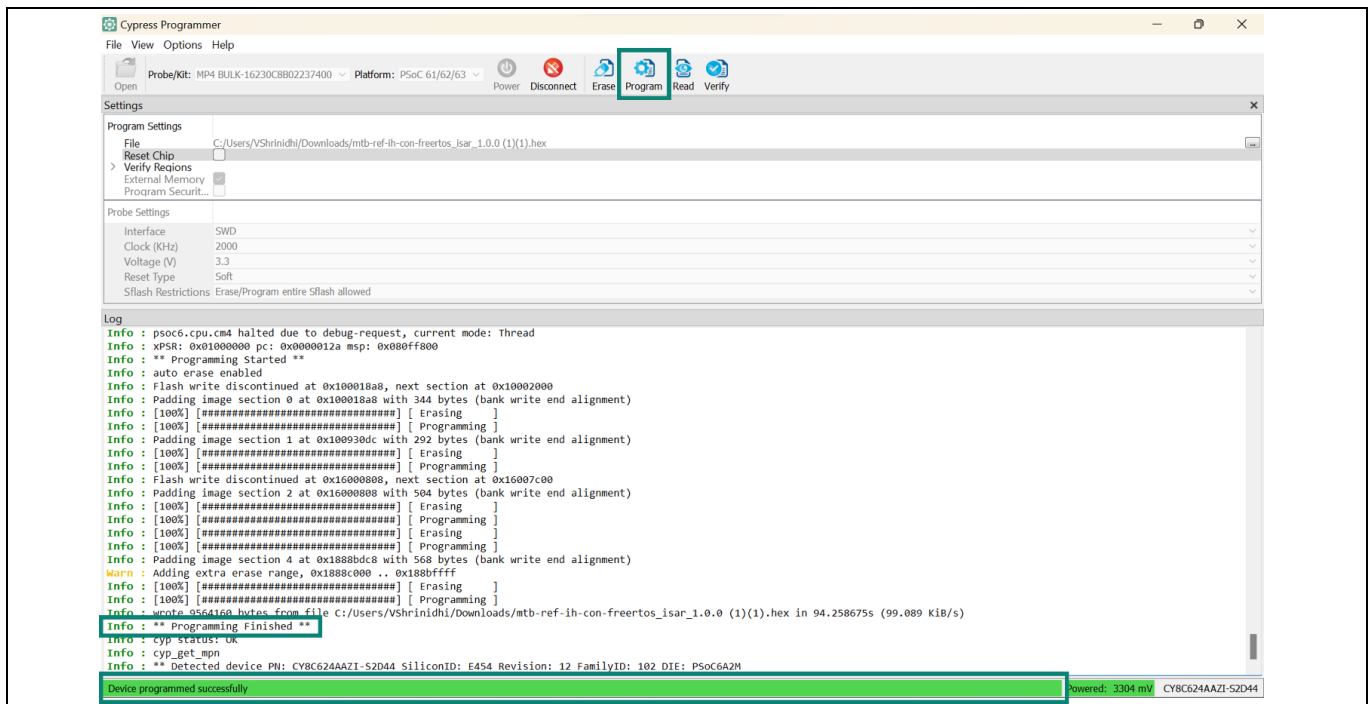 Cypress Programmer
File View Options Help
Open
Probe/Kit: MP4 BULK-16230C8B02237400 Platform: PSoC 61/62/63
Power Disconnect Erase Program Read Verify
Settings
Program Settings
File C:/Users/VShrinidhi/Downloads/mtb-ref-ih-con-freertos_isar_1.0.0 (1)(1).hex
Reset Chip
Verify Regions
External Memory
Program Securit...
Probe Settings
Interface SWD
Clock (KHz) 2000
Voltage (V) 3.3
Reset Type Soft
Sflash Restrictions Erase/Program entire Sflash allowed
Log
Info : psoc6.cpu.cm4 halted due to debug-request, current mode: Thread
Info : xPSR: 0x01000000 pc: 0x0000012a msp: 0x080ff800
Info : ** Programming Started **
Info : auto erase enabled
Info : Flash write discontinued at 0x100018a8, next section at 0x10002000
Info : Padding image section 0 at 0x100018a8 with 344 bytes (bank write end alignment)
Info : [100%] [################################] [ Erasing ]
Info : [100%] [################################] [ Programming ]
Info : Padding image section 1 at 0x100930dc with 292 bytes (bank write end alignment)
Info : [100%] [################################] [ Erasing ]
Info : [100%] [################################] [ Programming ]
Info : Flash write discontinued at 0x16000808, next section at 0x16007c00
Info : Padding image section 2 at 0x16000808 with 504 bytes (bank write end alignment)
Info : [100%] [################################] [ Erasing ]
Info : [100%] [################################] [ Programming ]
Info : [100%] [################################] [ Erasing ]
Info : [100%] [################################] [ Programming ]
Info : Padding image section 4 at 0x1888bdc8 with 568 bytes (bank write end alignment)
Warn : Adding extra erase range, 0x1888c000 .. 0x188bffff
Info : [100%] [################################] [ Erasing ]
Info : [100%] [################################] [ Programming ]
Info : wrote 9564160 bytes from file C:/Users/VShrinidhi/Downloads/mtb-ref-ih-con-freertos_isar_1.0.0 (1)(1).hex in 94.258675s (99.089 KiB/s)
Info : ** Programming Finished **
Info : cyp status: OK
Info : cyp_get_mpn
Info : ** Detected device PN: CY8C624AAZI-S2D44 SiliconID: E454 Revision: 12 FamilyID: 102 DIE: PSoC6A2M
Device programmed successfully Powered: 3304 mV CY8C624AAZI-S2D44